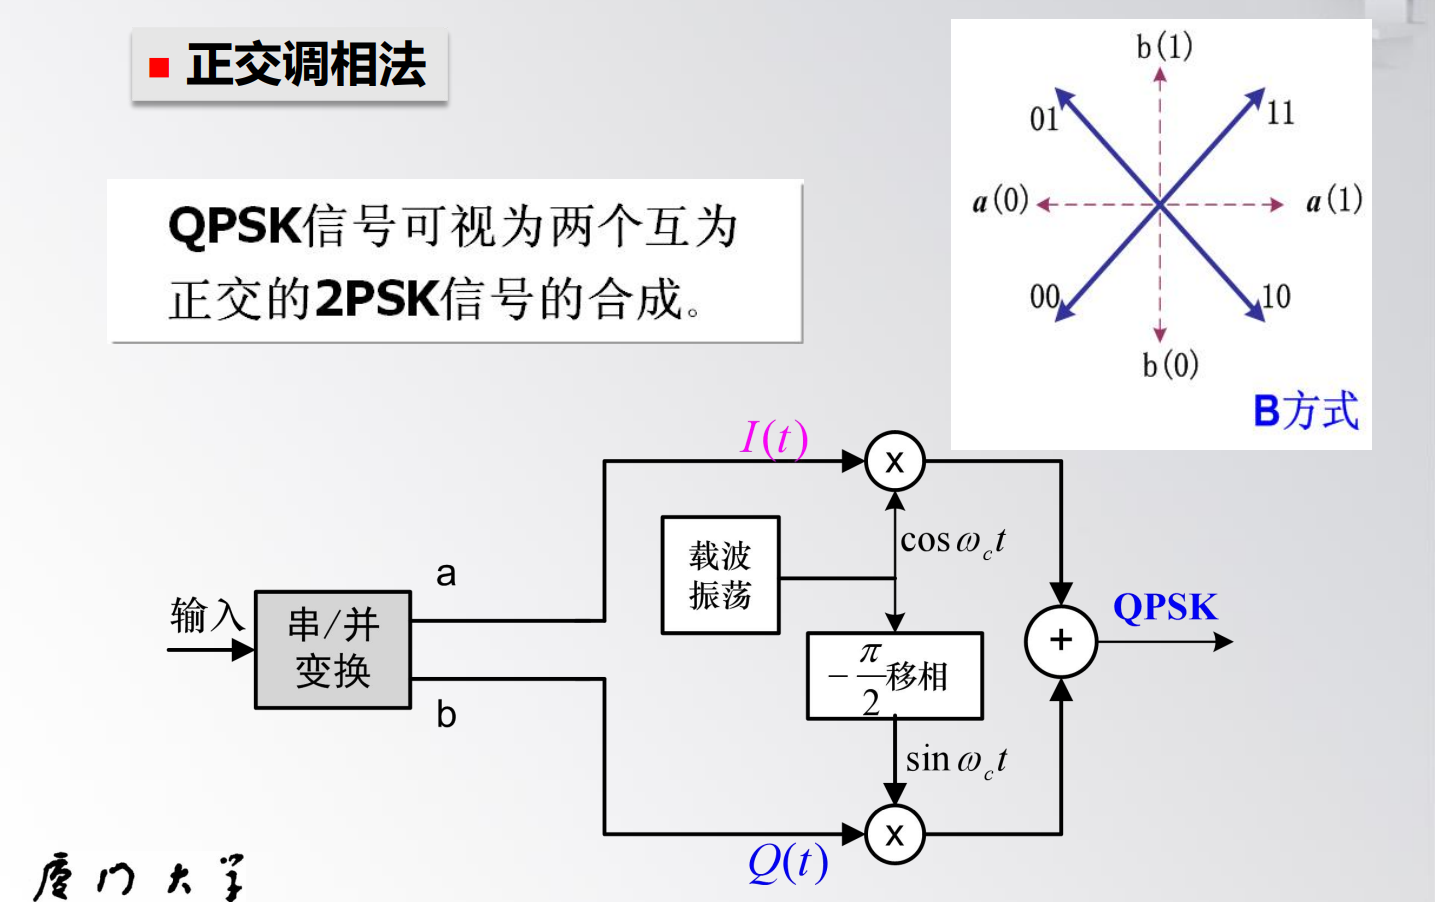 正交调相法
QPSK信号可视为两个互为
正交的2PSK信号的合成。
b(1)
01
11
a(0)
a(1)
00
10
b(0)
B方式
I(t)
x
载波
振荡
cos ω_c t
a
输入
串/并
变换
b
-π/2移相
+
QPSK
sin ω_c t
x
Q(t)
厦门大学